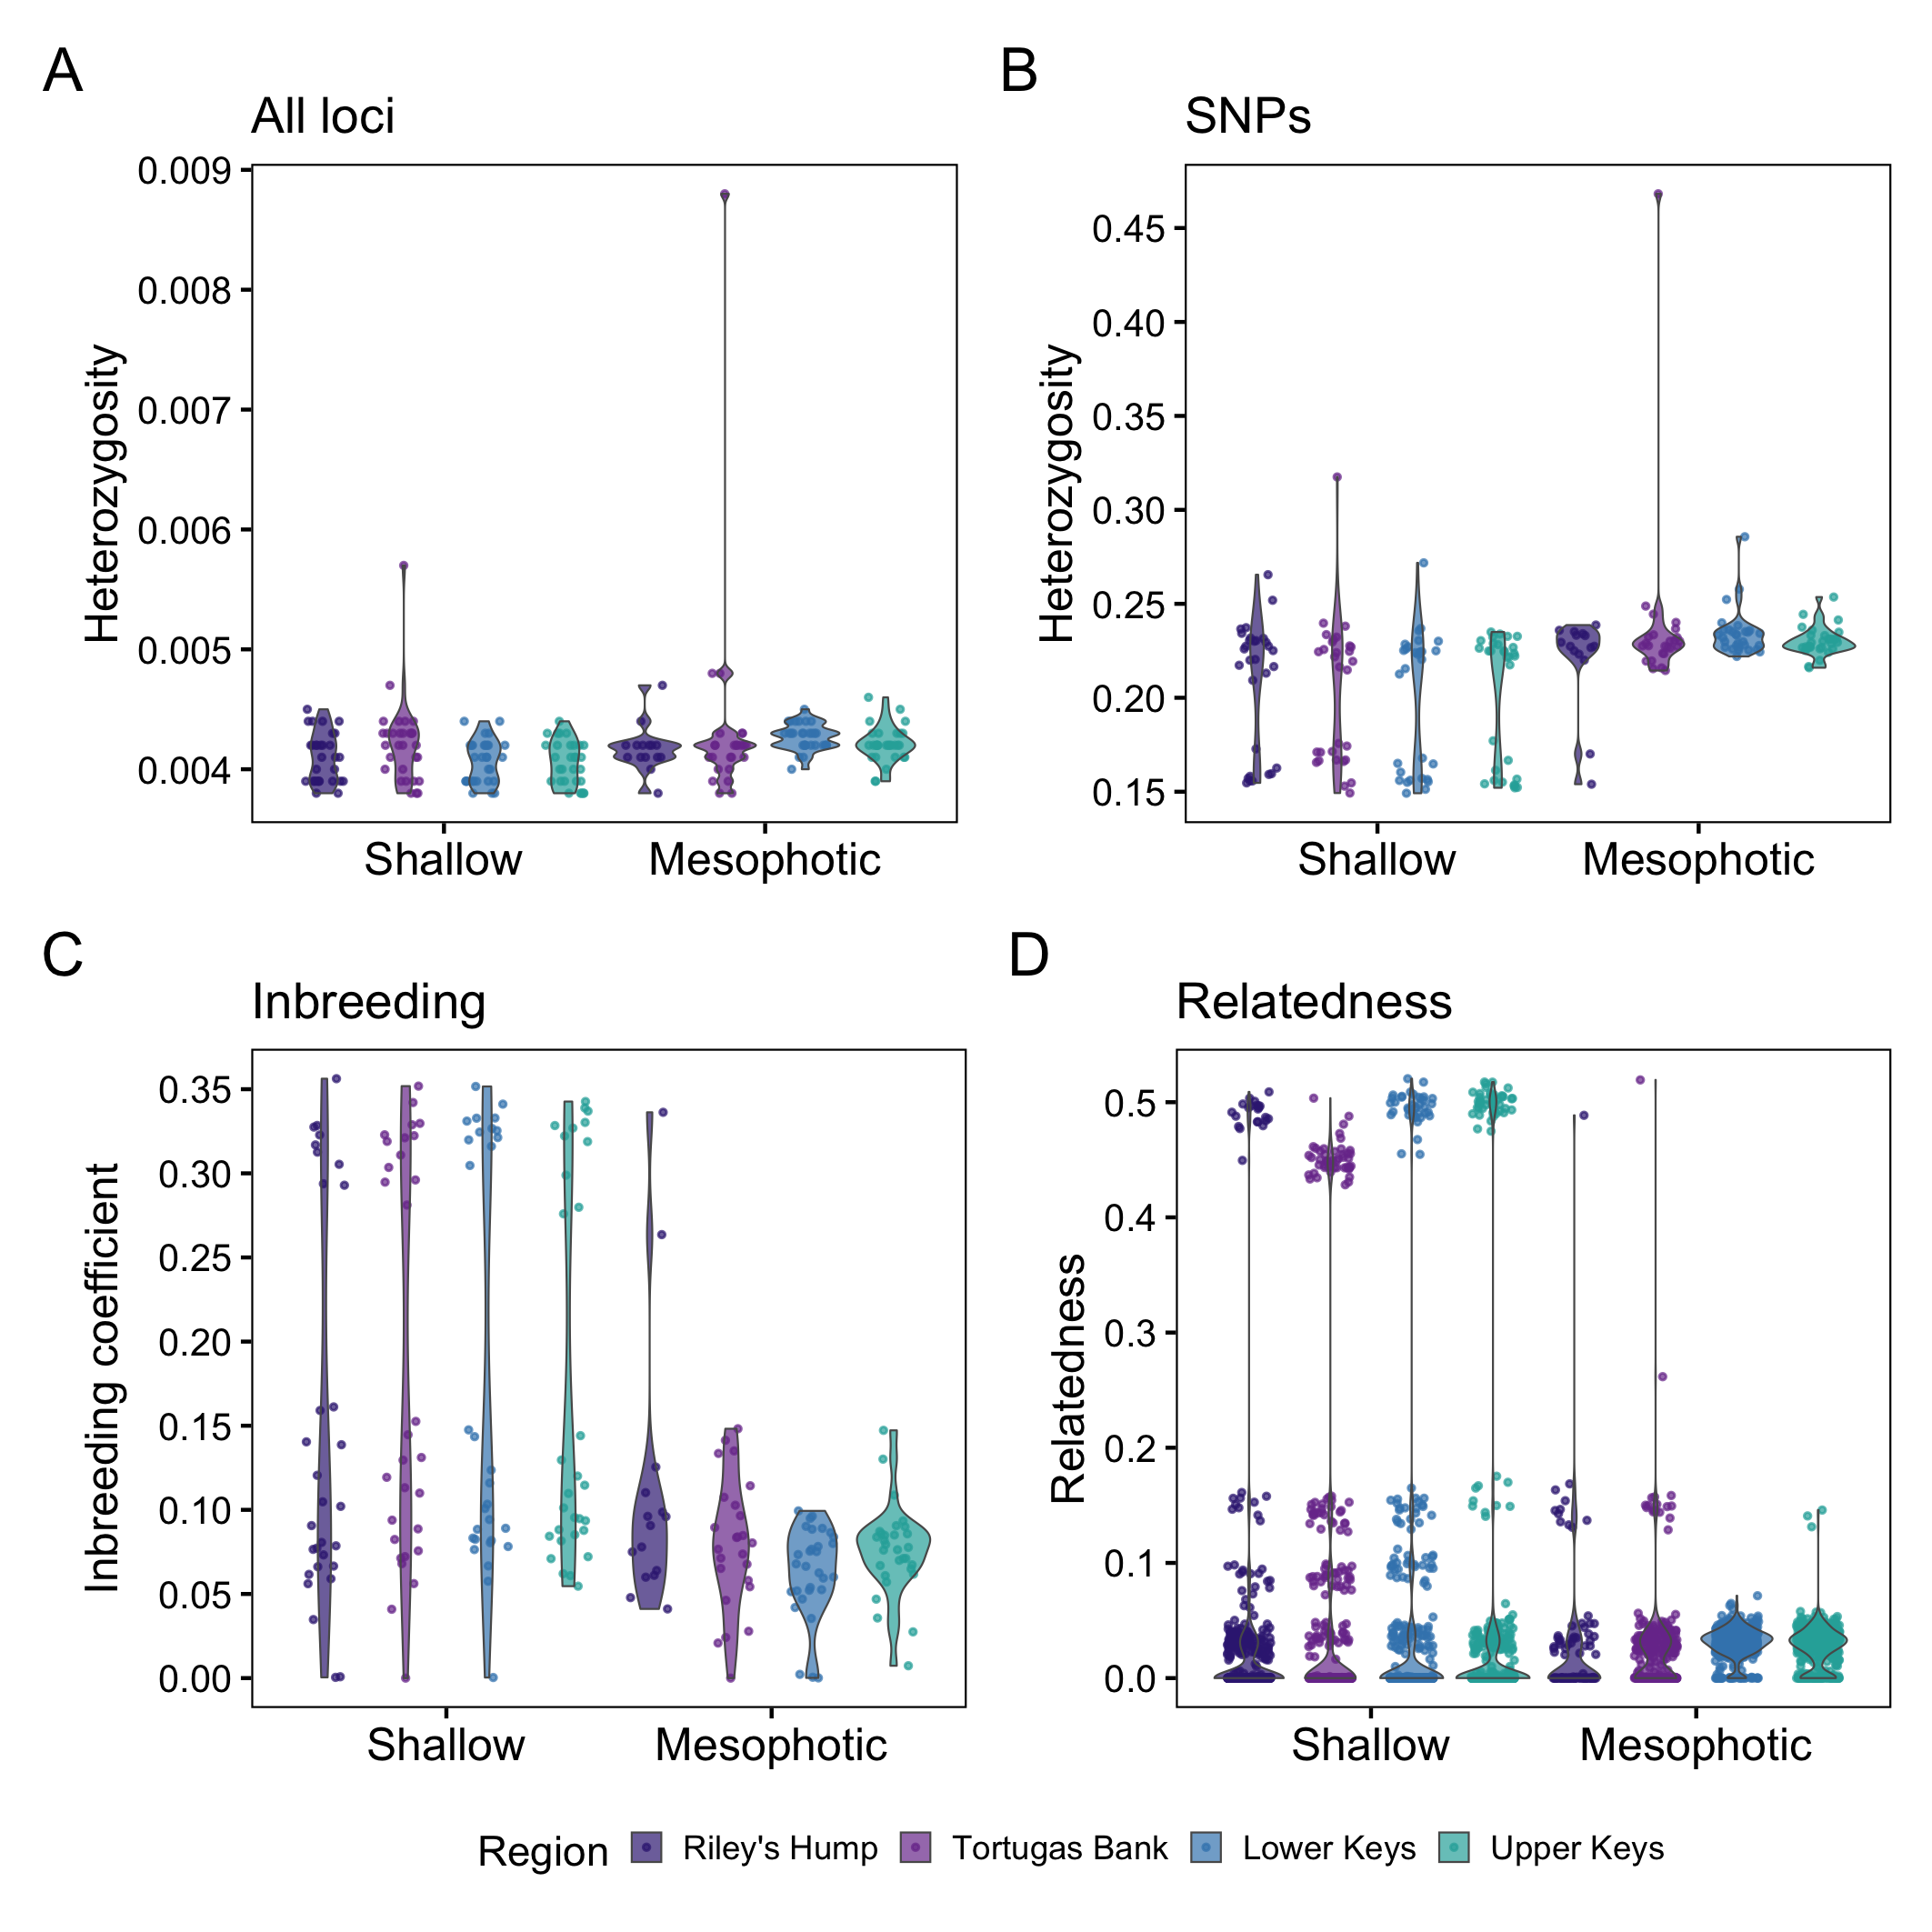 A
All loci
Heterozygosity
0.009
0.008
0.007
0.006
0.005
0.004
Shallow Mesophotic
B
SNPs
Heterozygosity
0.45
0.40
0.35
0.30
0.25
0.20
0.15
Shallow Mesophotic
C
Inbreeding
Inbreeding coefficient
0.35
0.30
0.25
0.20
0.15
0.10
0.05
0.00
Shallow Mesophotic
D
Relatedness
Relatedness
0.5
0.4
0.3
0.2
0.1
0.0
Shallow Mesophotic
Region Riley's Hump Tortugas Bank Lower Keys Upper Keys